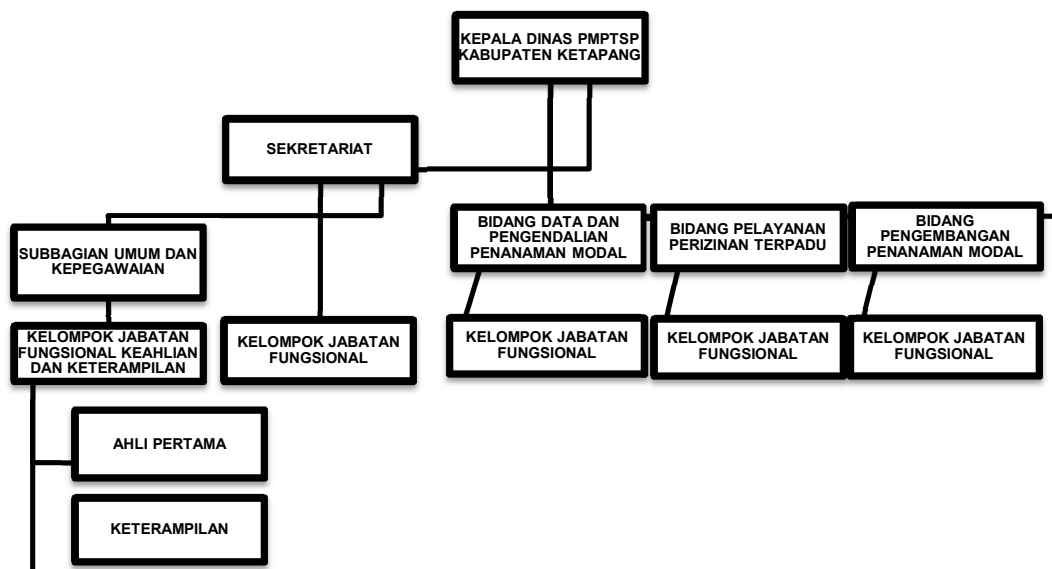 KEPALA DINAS PMPTSP
KABUPATEN KETAPANG
SEKRETARIAT
BIDANG DATA DAN
PENGENDALIAN
PENANAMAN MODAL
BIDANG PELAYANAN
PERIZINAN TERPADU
BIDANG
PENGEMBANGAN
PENANAMAN MODAL
SUBBAGIAN UMUM DAN
KEPEGAWAIAN
KELOMPOK JABATAN
FUNGSIONAL KEAHLIAN
DAN KETERAMPILAN
KELOMPOK JABATAN
FUNGSIONAL
KELOMPOK JABATAN
FUNGSIONAL
KELOMPOK JABATAN
FUNGSIONAL
KELOMPOK JABATAN
FUNGSIONAL
AHLI PERTAMA
KETERAMPILAN